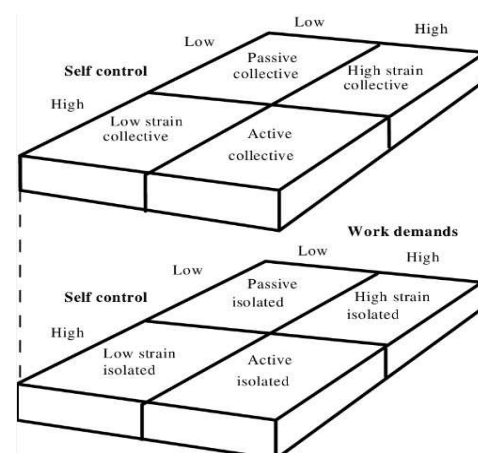 Low
High
Low
Passive
collective
High strain
collective
Self control
High
Low strain
collective
Active
collective
Work demands
Low
High
Low
Passive
isolated
High strain
isolated
Self control
High
Low strain
isolated
Active
isolated